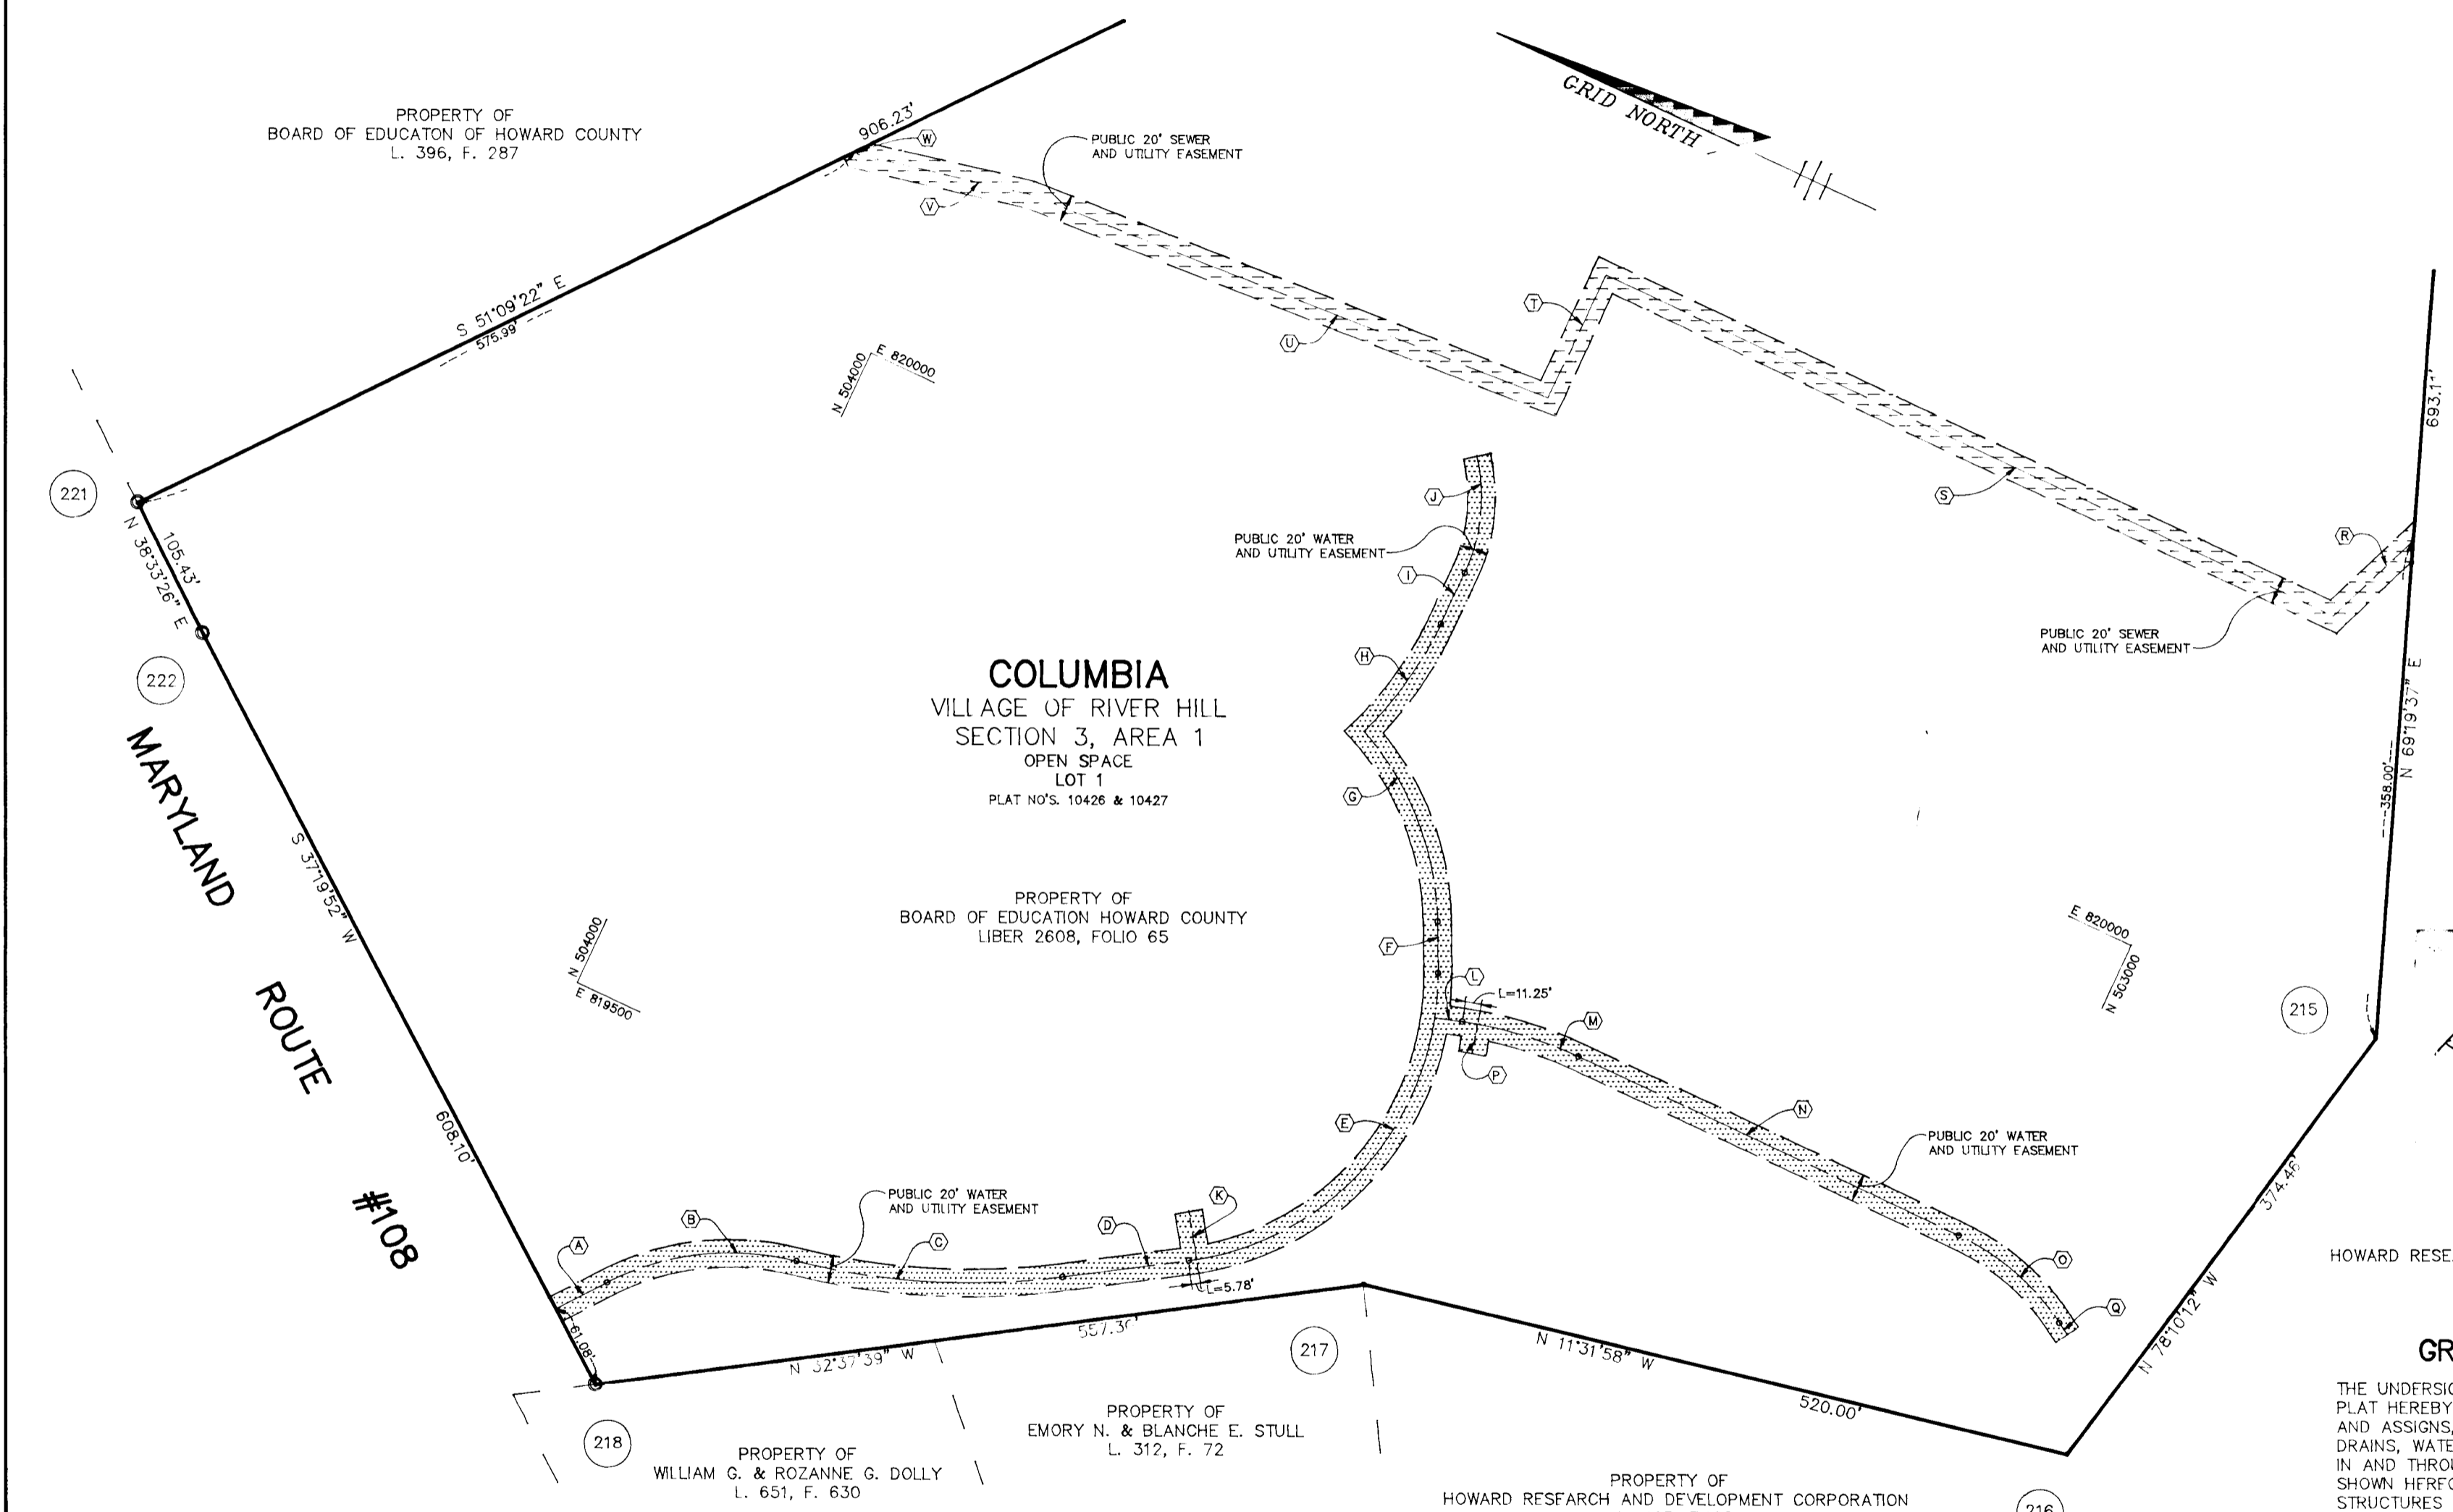 PROPERTY OF
BOARD OF EDUCATON OF HOWARD COUNTY
L. 396, F. 287
906.23'
W
PUBLIC 20' SEWER
AND UTILITY EASEMENT
V
GRID NORTH
S 51°09'22" E
575.99'
N 504000
E 820000
U
T
S
R
693.11'
221
N 38°33'26" E
105.43'
222
J
PUBLIC 20' WATER
AND UTILITY EASEMENT
I
H
G
PUBLIC 20' SEWER
AND UTILITY EASEMENT
N 69°19'37" E
358.00'
COLUMBIA
VILLAGE OF RIVER HILL
SECTION 3, AREA 1
OPEN SPACE
LOT 1
PLAT NO'S. 10426 & 10427
MARYLAND
ROUTE
#108
S 37°19'52" W
608.10'
PROPERTY OF
BOARD OF EDUCATION HOWARD COUNTY
LIBER 2608, FOLIO 65
N 504000
E 819500
F
L
L=11.25'
M
P
E 820000
N 503000
215
E
N
PUBLIC 20' WATER
AND UTILITY EASEMENT
374.46'
N 78°10'12" W
A
B
PUBLIC 20' WATER
AND UTILITY EASEMENT
C
D
K
L=5.78'
61.08'
O
Q
HOWARD RESE
N 32°37'39" W
217
N 11°31'58" W
520.00'
GR
THE UNDERSIG
PLAT HEREBY
AND ASSIGNS,
DRAINS, WATE
IN AND THROU
SHOWN HEREO
STRUCTURES
218
PROPERTY OF
WILLIAM G. & ROZANNE G. DOLLY
L. 651, F. 630
PROPERTY OF
EMORY N. & BLANCHE E. STULL
L. 312, F. 72
PROPERTY OF
HOWARD RESEARCH AND DEVELOPMENT CORPORATION
216